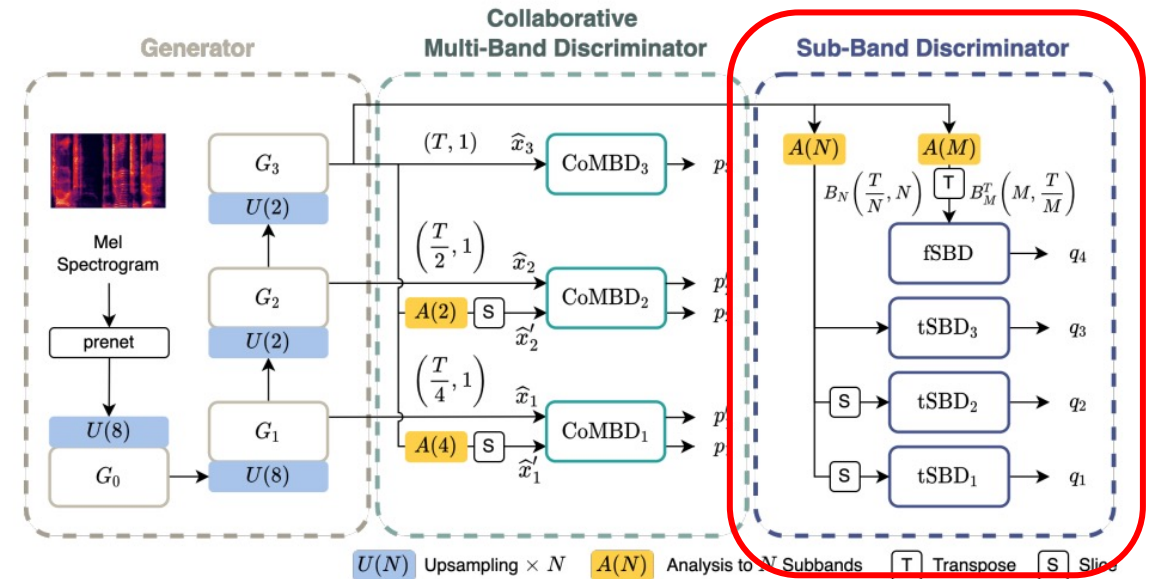 Collaborative
Generator
Multi-Band Discriminator
Sub-Band Discriminator
Mel
Spectrogram
prenet
U(8)
G₀
G₃
U(2)
G₂
U(2)
G₁
U(8)
(T, 1)
x̂₃
CoMBD₃
(T/2, 1)
x̂₂
A(2)
S
x̂′₂
CoMBD₂
(T/4, 1)
x̂₁
A(4)
S
x̂′₁
CoMBD₁
A(N)
A(M)
T
B_N(T/N, N)
B_M^T(M, T/M)
fSBD
q₄
tSBD₃
q₃
S
tSBD₂
q₂
S
tSBD₁
q₁
U(N) Upsampling × N
A(N) Analysis to N Subbands
T Transpose
S Slice